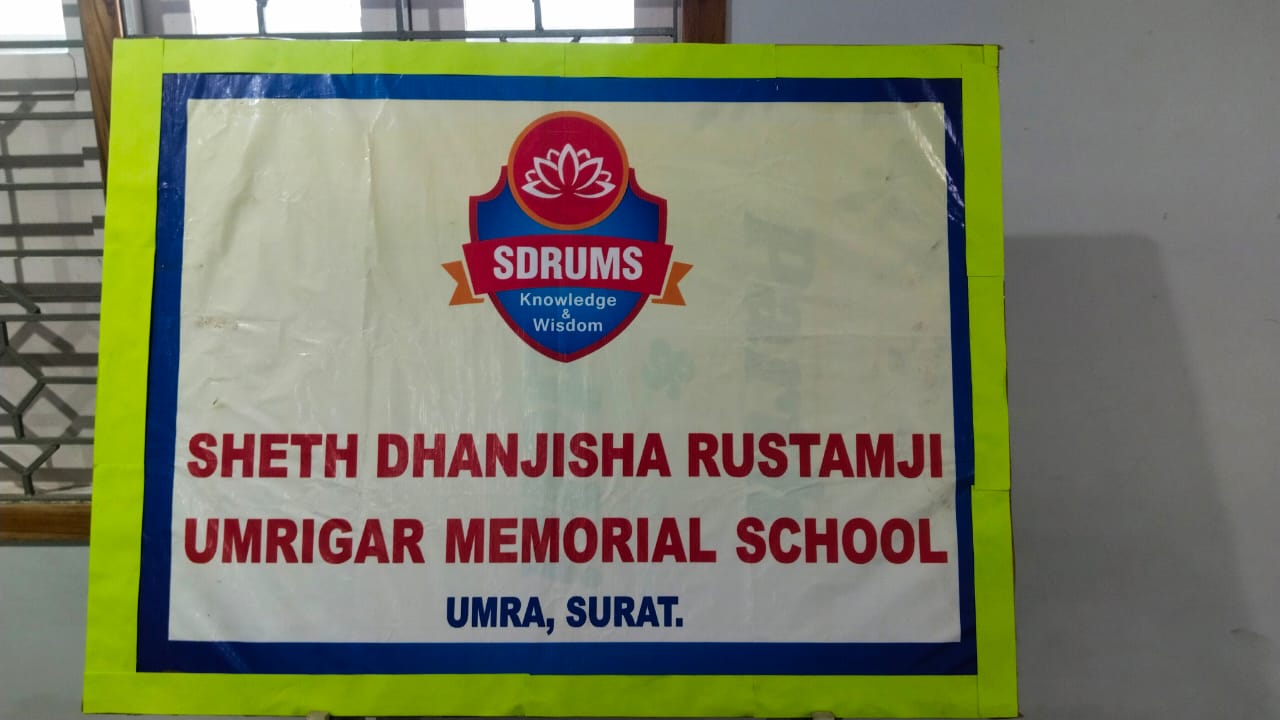 SDRUMS
Knowledge
&
Wisdom
SHETH DHANJISHA RUSTAMJI
UMRIGAR MEMORIAL SCHOOL
UMRA, SURAT.